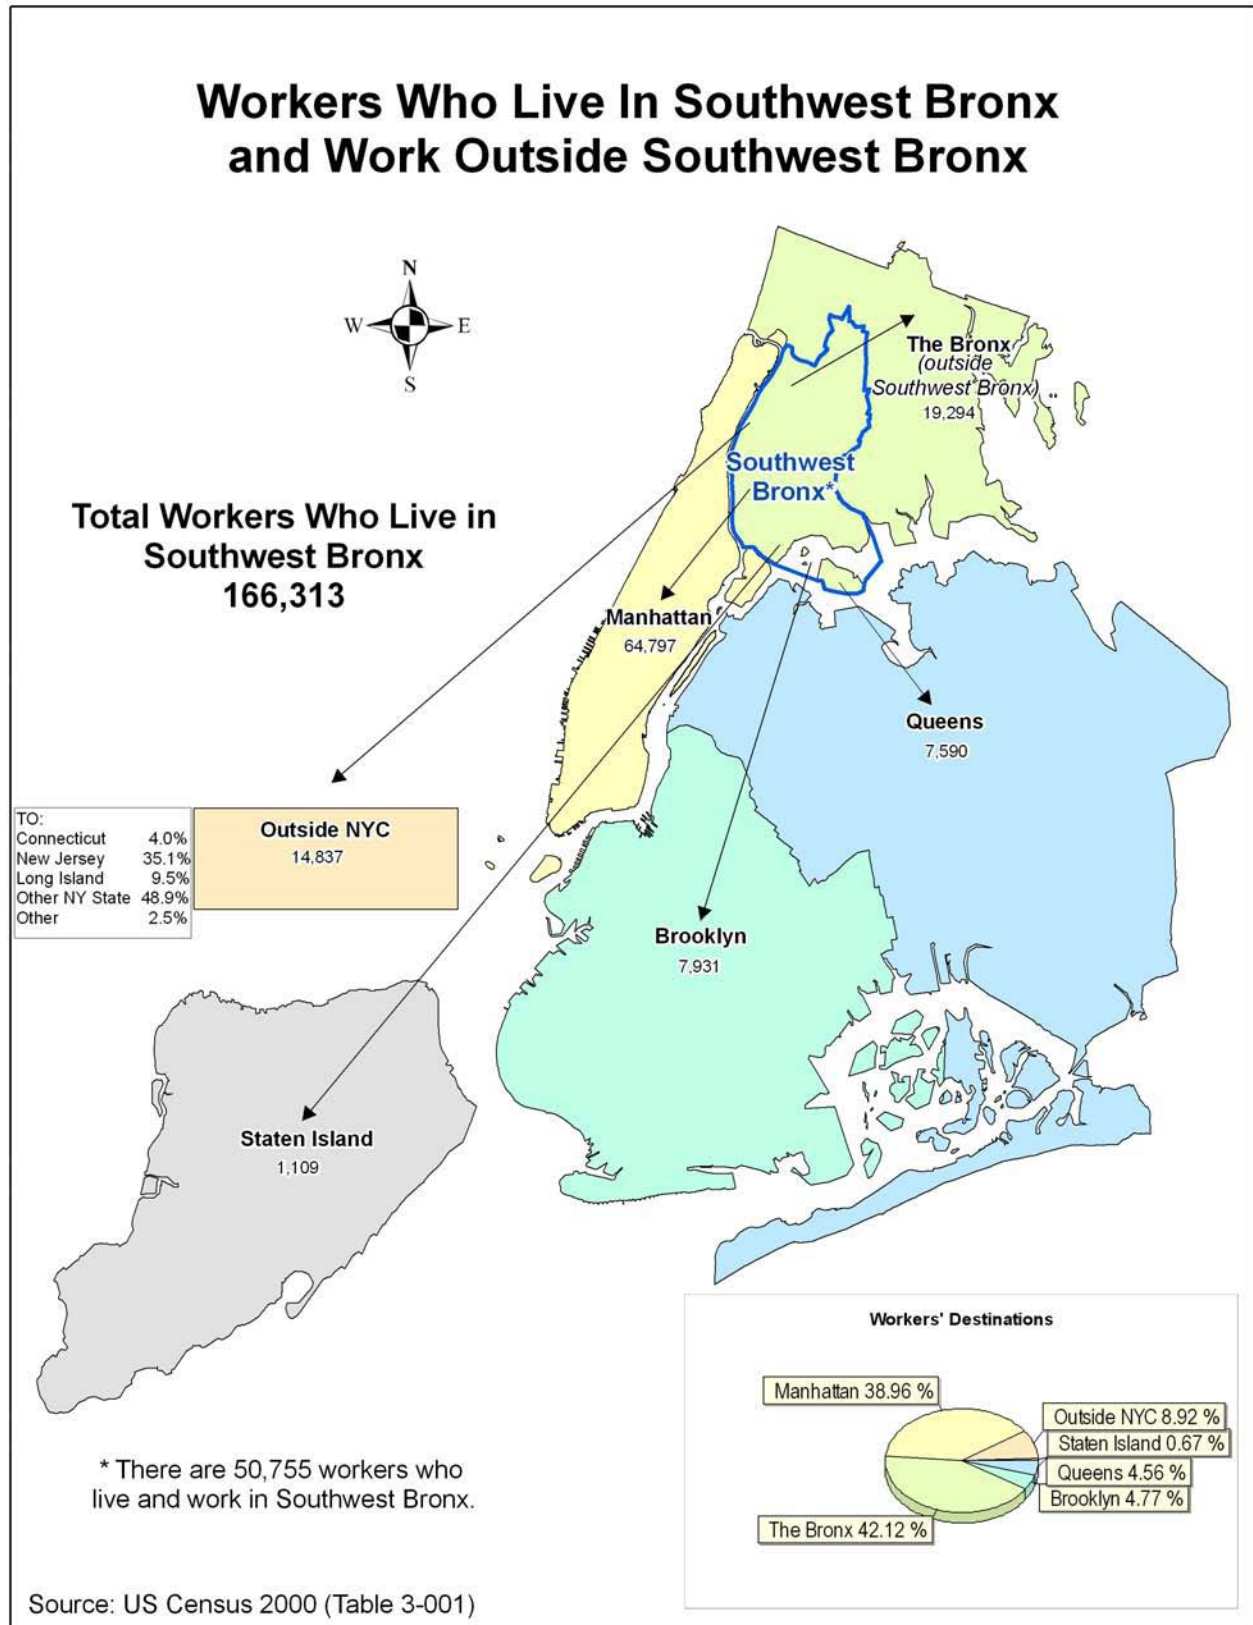 Workers Who Live In Southwest Bronx
and Work Outside Southwest Bronx
N
W E
S
The Bronx
(outside
Southwest Bronx)
19,294
Southwest
Bronx*
Total Workers Who Live in
Southwest Bronx
166,313
Manhattan
64,797
Queens
7,590
TO:
Connecticut 4.0%
New Jersey 35.1%
Long Island 9.5%
Other NY State 48.9%
Other 2.5%
Outside NYC
14,837
Brooklyn
7,931
Staten Island
1,109
Workers' Destinations
Manhattan 38.96 %
Outside NYC 8.92 %
Staten Island 0.67 %
Queens 4.56 %
Brooklyn 4.77 %
The Bronx 42.12 %
* There are 50,755 workers who
live and work in Southwest Bronx.
Source: US Census 2000 (Table 3-001)